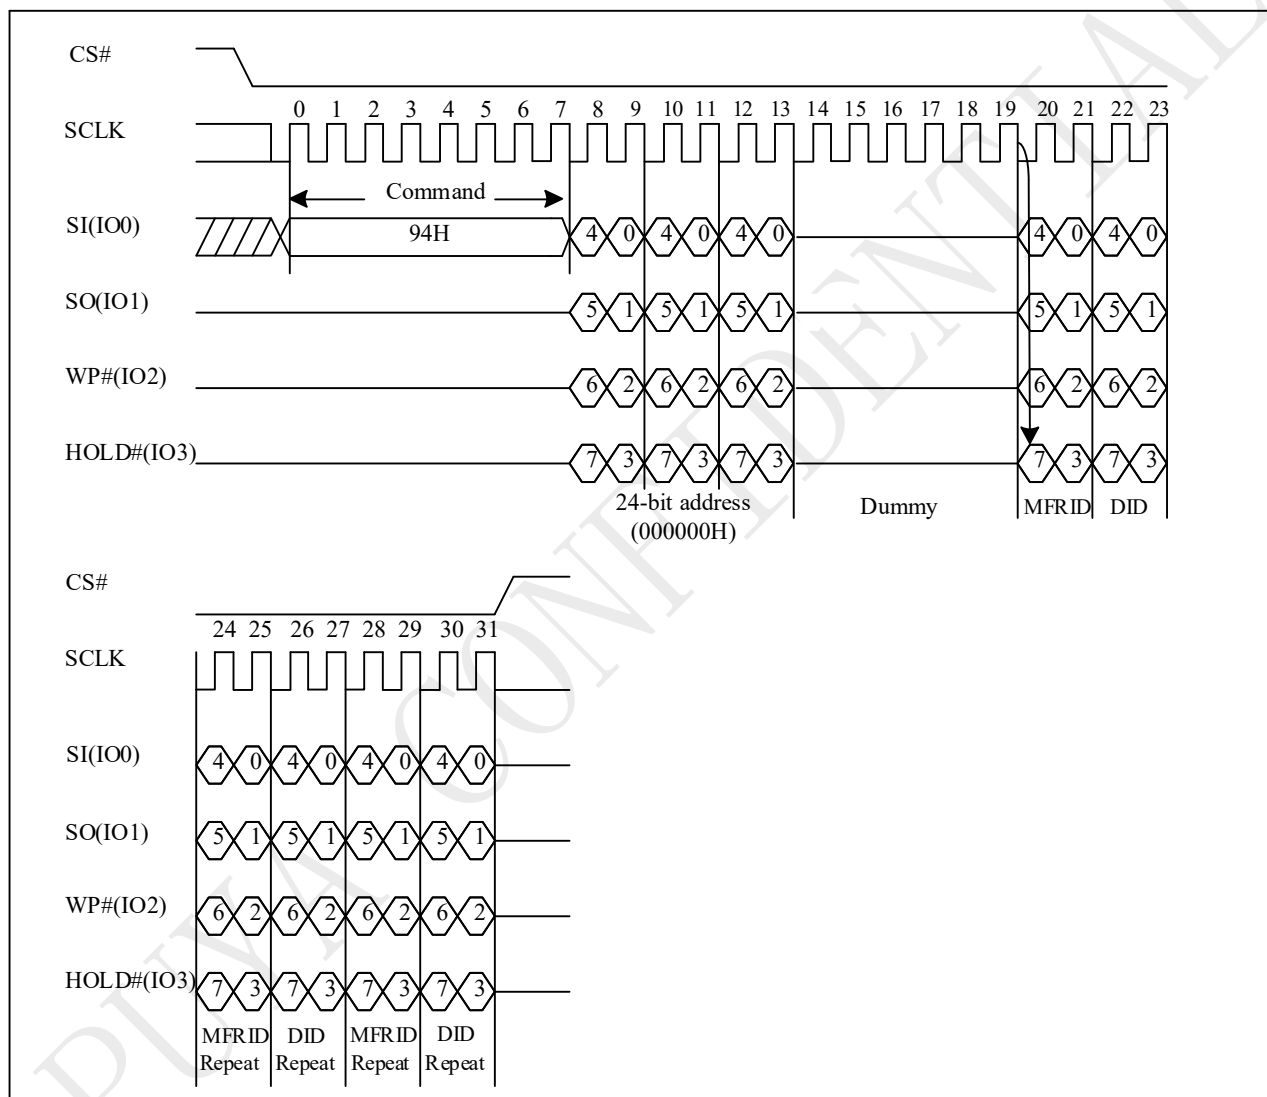 CS#
0 1 2 3 4 5 6 7 8 9 10 11 12 13 14 15 16 17 18 19 20 21 22 23
SCLK
Command
SI(IO0) 94H 4 0 4 0 4 0 4 0 4 0
SO(IO1) 5 1 5 1 5 1 5 1 5 1
WP#(IO2) 6 2 6 2 6 2 6 2 6 2
HOLD#(IO3) 7 3 7 3 7 3 7 3 7 3
24-bit address Dummy MFRID DID
(000000H)
CS#
24 25 26 27 28 29 30 31
SCLK
SI(IO0) 4 0 4 0 4 0 4 0
SO(IO1) 5 1 5 1 5 1 5 1
WP#(IO2) 6 2 6 2 6 2 6 2
HOLD#(IO3) 7 3 7 3 7 3 7 3
MFRID DID MFRID DID
Repeat Repeat Repeat Repeat
PUYA CONFIDENTIAL